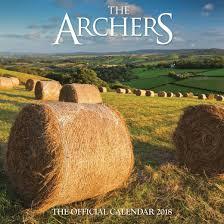 THE
ARCHERS
THE OFFICIAL CALENDAR 2018